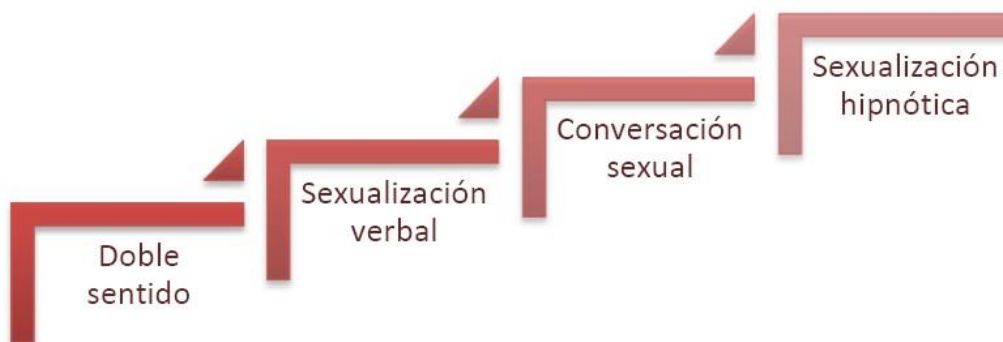 Doble
sentido
Sexualización
verbal
Conversación
sexual
Sexualización
hipnótica